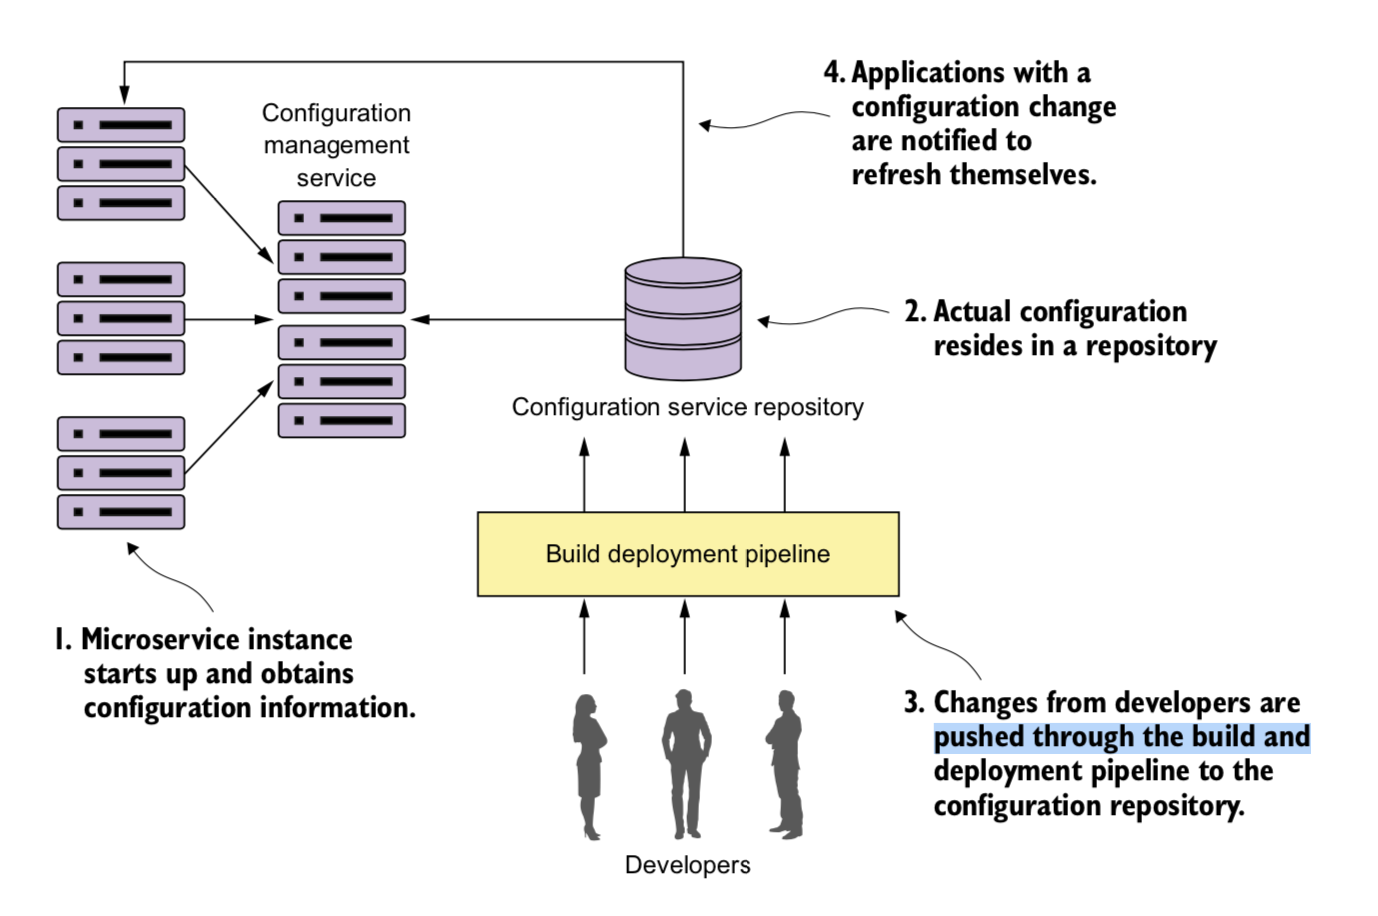 Configuration
management
service
4. Applications with a
configuration change
are notified to
refresh themselves.
2. Actual configuration
resides in a repository
Configuration service repository
Build deployment pipeline
1. Microservice instance
starts up and obtains
configuration information.
3. Changes from developers are
pushed through the build and
deployment pipeline to the
configuration repository.
Developers